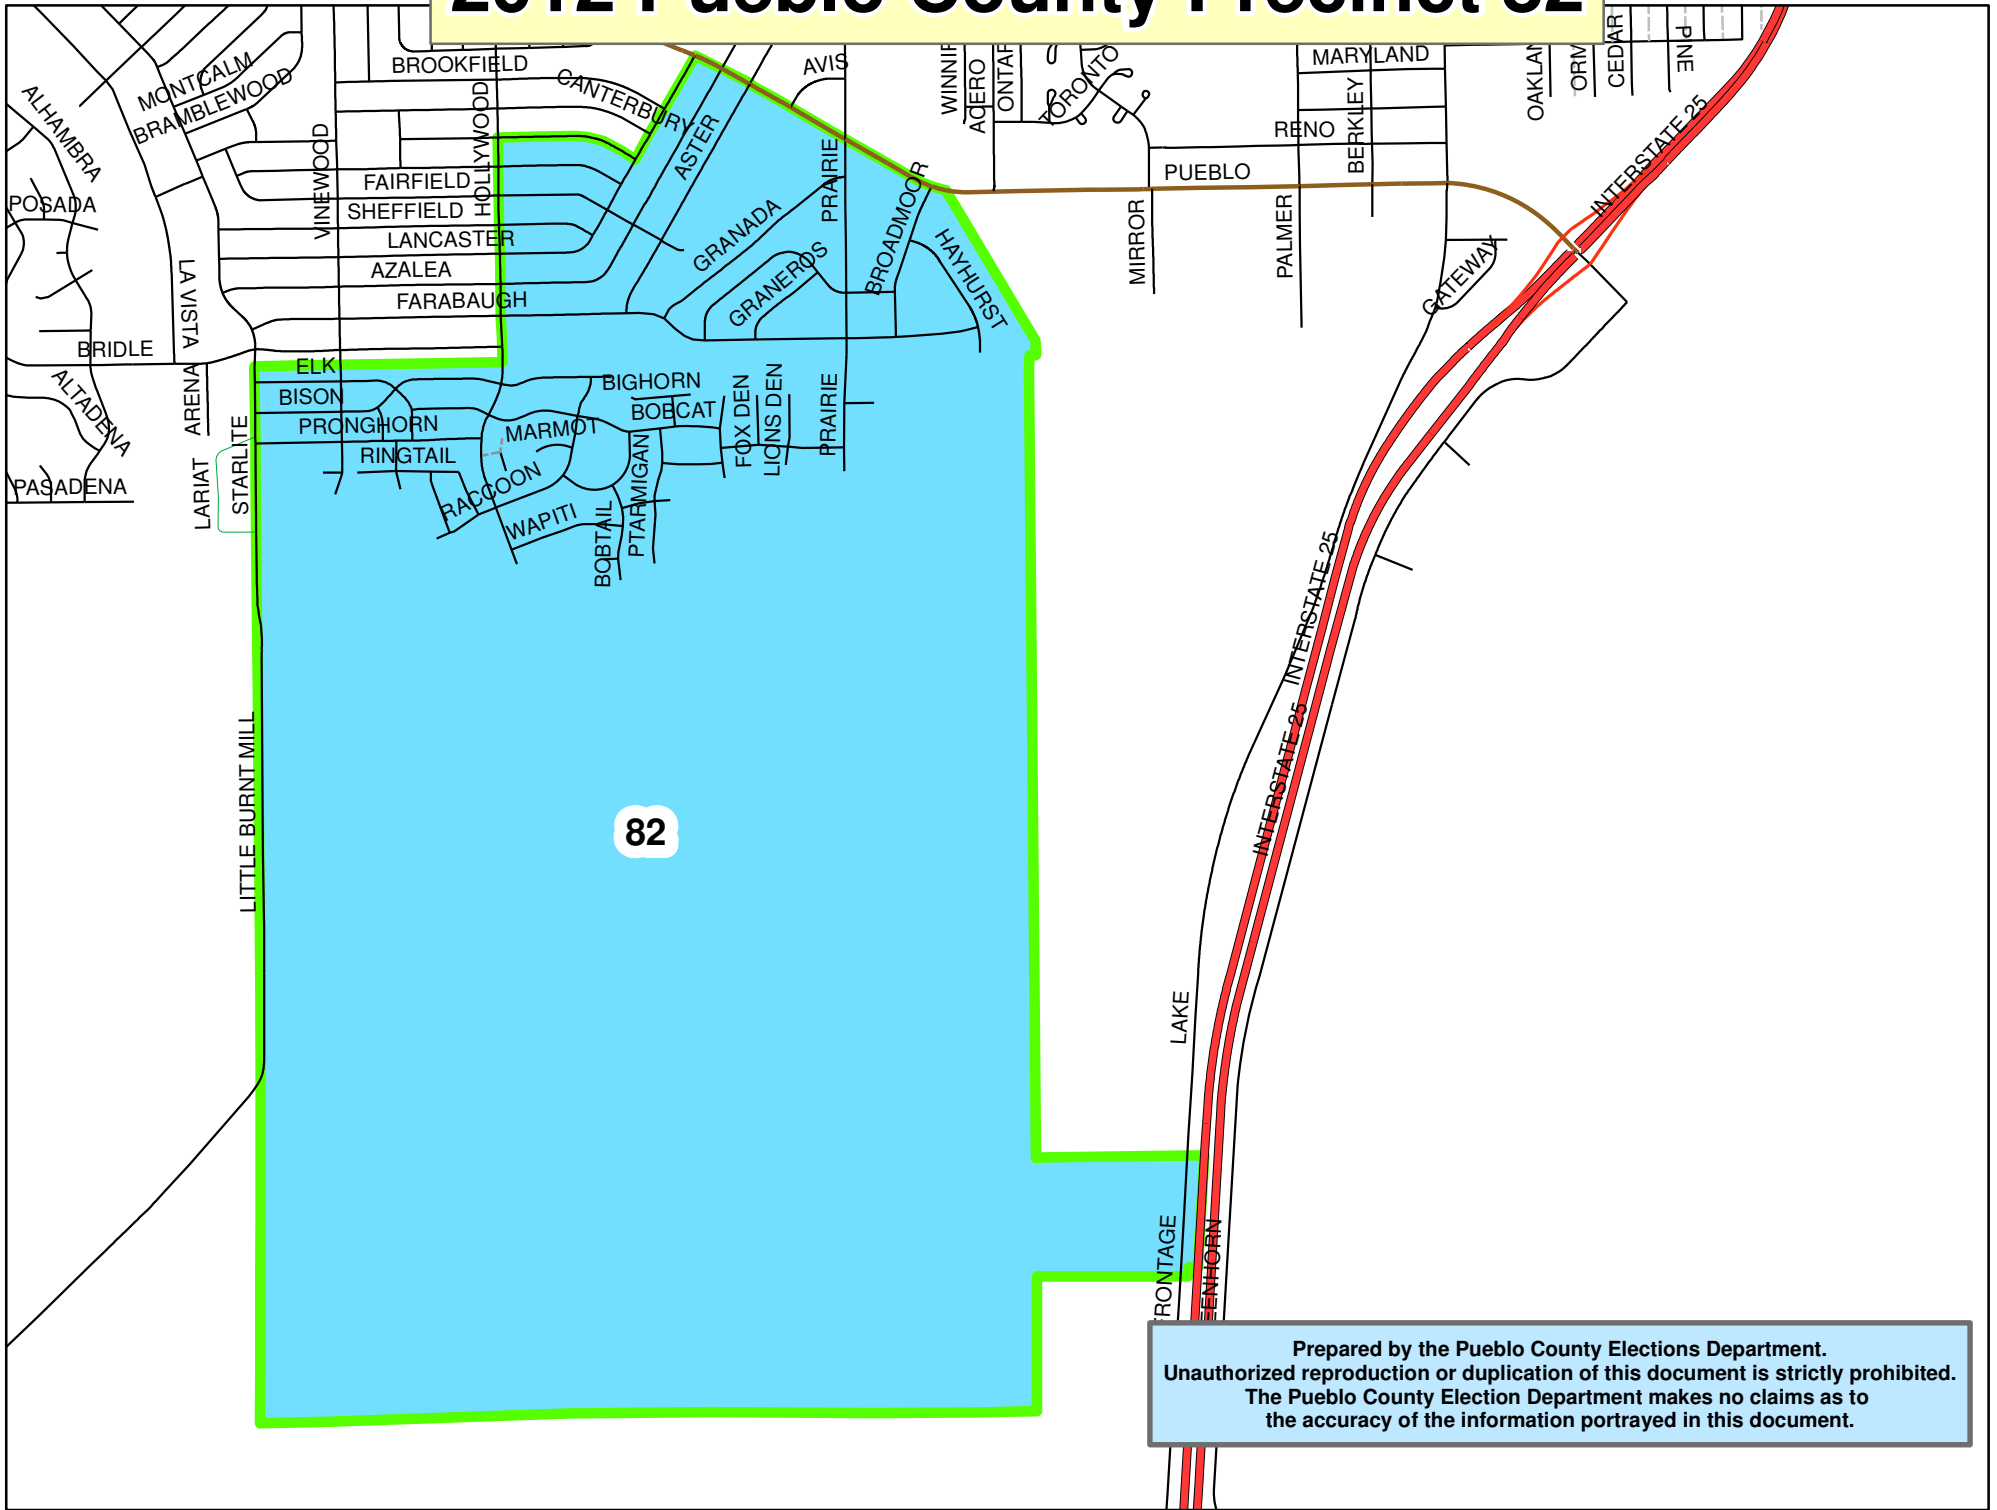 2012 Pueblo County Precinct 82
MONTCALM
BRAMBLEWOOD
ALHAMBRA
POSADA
BROOKFIELD
CANTERBURY
HOLLYWOOD
VINEWOOD
FAIRFIELD
SHEFFIELD
LANCASTER
AZALEA
FARABAUGH
LA VISTA
BRIDLE
ALTADENA
ARENA
PASADENA
LARIAT
STARLITE
ASTER
AVIS
PRAIRIE
GRANADA
GRANEROS
BROADMOOR
HAYHURST
ACERO
TORONTO
MARYLAND
BERKLEY
RENO
PUEBLO
MIRROR
PALMER
GATEWAY
CEDAR
PINE
INTERSTATE 25
ELK
BISON
PRONGHORN
RINGTAIL
BIGHORN
BOBCAT
MARMOT
RACCOON
WAPITI
BOBTAIL
PTARMIGAN
FOX DEN
LIONS DEN
PRAIRIE
INTERSTATE 25
INTERSTATE 25
LITTLE BURNT MILL
82
LAKE
Prepared by the Pueblo County Elections Department.
Unauthorized reproduction or duplication of this document is strictly prohibited.
The Pueblo County Election Department makes no claims as to
the accuracy of the information portrayed in this document.